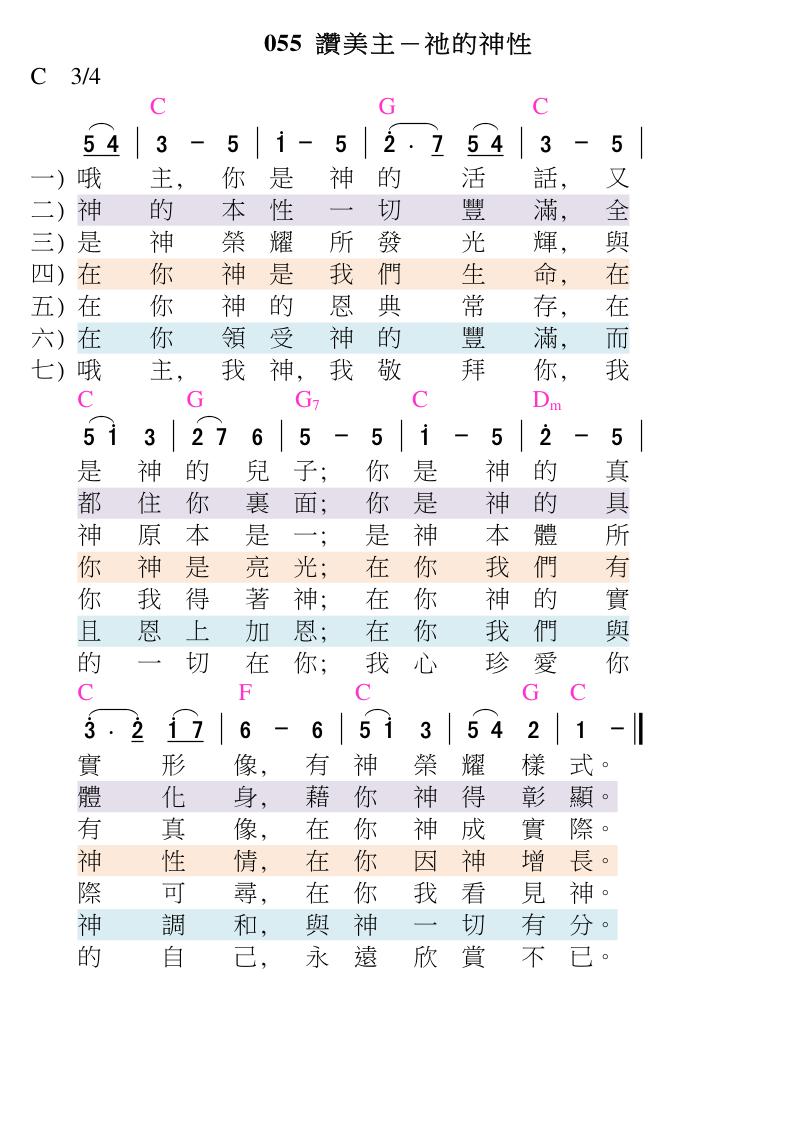 055 讚美主－祂的神性
C 3/4
C G C
5 4 | 3 － 5 | i － 5 | 2̇ · 7 5 4 | 3 － 5 |
一) 哦 主, 你 是 神 的 活 話, 又
二) 神 的 本 性 一 切 豐 滿, 全
三) 是 神 榮 耀 所 發 光 輝, 與
四) 在 你 神 是 我 們 生 命, 在
五) 在 你 神 的 恩 典 常 存, 在
六) 在 你 領 受 神 的 豐 滿, 而
七) 哦 主, 我 神, 我 敬 拜 你, 我
C G G7 C Dm
5 i 3 | 2 7 6 | 5 － 5 | i － 5 | 2̇ － 5 |
是 神 的 兒 子; 你 是 神 的 真
都 住 你 裏 面; 你 是 神 的 具
神 原 本 是 一; 是 神 本 體 所
你 神 是 亮 光; 在 你 我 們 有
你 我 得 著 神; 在 你 神 的 實
且 恩 上 加 恩; 在 你 我 們 與
的 一 切 在 你; 我 心 珍 愛 你
C F C G C
3̇ · 2̇ i 7 | 6 － 6 | 5 i 3 | 5 4 2 | 1 － ‖
實 形 像, 有 神 榮 耀 樣 式。
體 化 身, 藉 你 神 得 彰 顯。
有 真 像, 在 你 神 成 實 際。
神 性 情, 在 你 因 神 增 長。
際 可 尋, 在 你 我 看 見 神。
神 調 和, 與 神 一 切 有 分。
的 自 己, 永 遠 欣 賞 不 已。